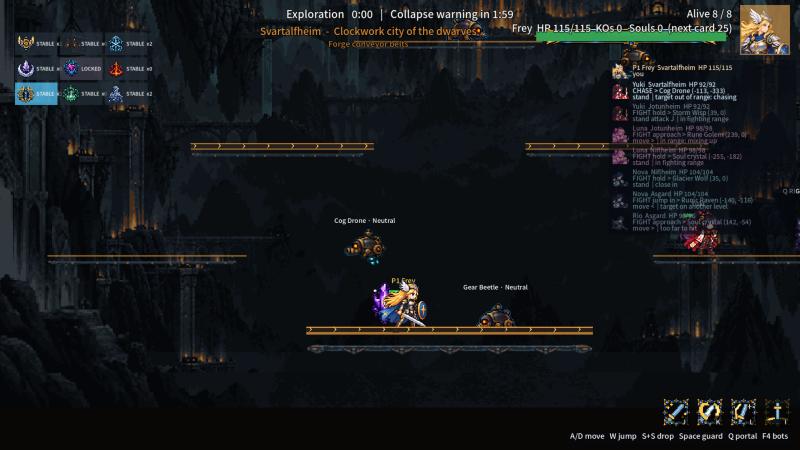 Exploration 0:00 | Collapse warning in 1:59
Svartalfheim - Clockwork city of the dwarves
Forge conveyor belts
Alive 8 / 8
Frey HP 115/115 KOs 0 Souls 0 (next card 25)
STABLE
STABLE
STABLE x2
STABLE
LOCKED
STABLE x0
STABLE
STABLE
STABLE x2
P1 Frey Svartalfheim HP 115/115
you
Yuki Svartalfheim HP 92/92
CHASE > Cog Drone (-113, -333)
stand | target out of range: chasing
Yuki Jotunheim HP 92/92
FIGHT hold > Storm Wisp (39, 0)
stand attack J | in fighting range
Luna Jotunheim HP 98/98
FIGHT approach > Rune Golem (239, 0)
move > | in range: mixing up
Luna Niflheim HP 98/98
FIGHT hold > Soul crystal (-255, -182)
stand | in fighting range
Nova Niflheim HP 104/104
FIGHT hold > Glacier Wolf (35, 0)
stand | close in
Nova Asgard HP 104/104
FIGHT jump in > Runic Raven (-140, -116)
move < | target on another level
Rio Asgard HP
FIGHT approach > Soul crystal (142, -54)
move > | too far to hit
Cog Drone · Neutral
P1 Frey
Gear Beetle · Neutral
A/D move W jump S+S drop Space guard Q portal F4 bots